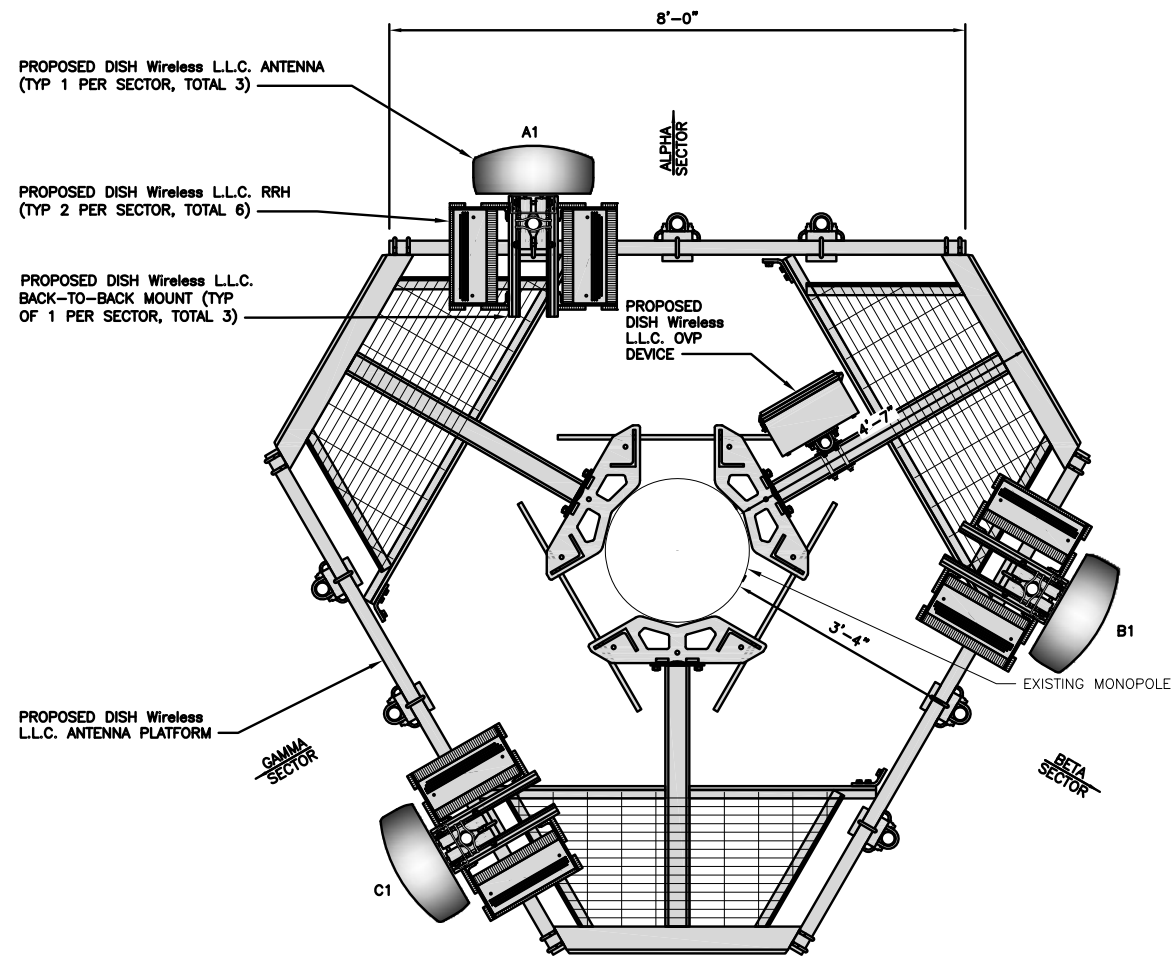 8'-0"
PROPOSED DISH Wireless L.L.C. ANTENNA
(TYP 1 PER SECTOR, TOTAL 3)
A1
ALPHA
SECTOR
PROPOSED DISH Wireless L.L.C. RRH
(TYP 2 PER SECTOR, TOTAL 6)
PROPOSED DISH Wireless L.L.C.
BACK-TO-BACK MOUNT (TYP
OF 1 PER SECTOR, TOTAL 3)
PROPOSED
DISH Wireless
L.L.C. OVP
DEVICE
4'-7"
3'-4"
B1
EXISTING MONOPOLE
PROPOSED DISH Wireless
L.L.C. ANTENNA PLATFORM
GAMMA
SECTOR
BETA
SECTOR
C1